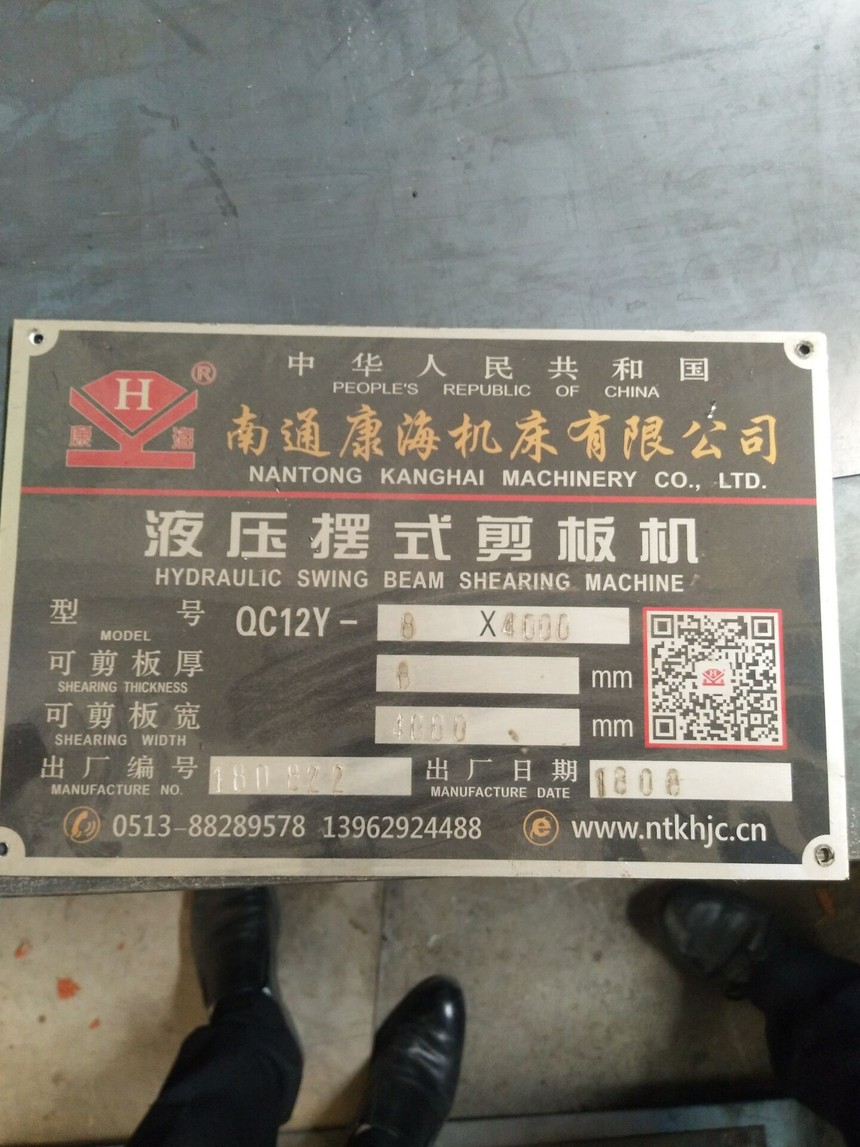 中华人民共和国
PEOPLE'S REPUBLIC OF CHINA
H ®
康 海
南通康海机床有限公司
NANTONG KANGHAI MACHINERY CO., LTD.
液压摆式剪板机
HYDRAULIC SWING BEAM SHEARING MACHINE
型号 QC12Y- 8 X4000
MODEL
可剪板厚 8 mm
SHEARING THICKNESS
可剪板宽 4000 mm
SHEARING WIDTH
出厂编号 180822 出厂日期 1808
MANUFACTURE NO. MANUFACTURE DATE
0513-88289578 13962924488 www.ntkhjc.cn